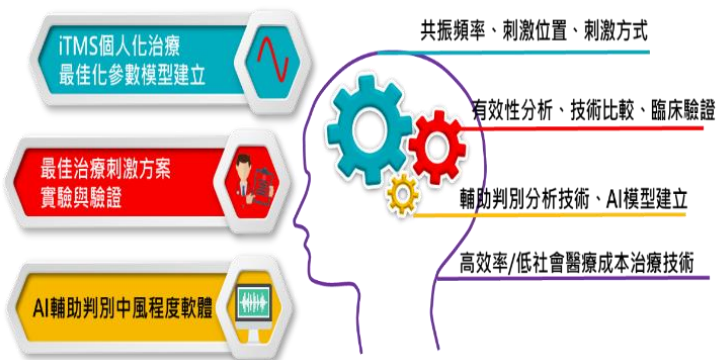 iTMS個人化治療
最佳化參數模型建立
最佳治療刺激方案
實驗與驗證
AI輔助判別中風程度軟體
共振頻率、刺激位置、刺激方式
有效性分析、技術比較、臨床驗證
輔助判別分析技術、AI模型建立
高效率/低社會醫療成本治療技術